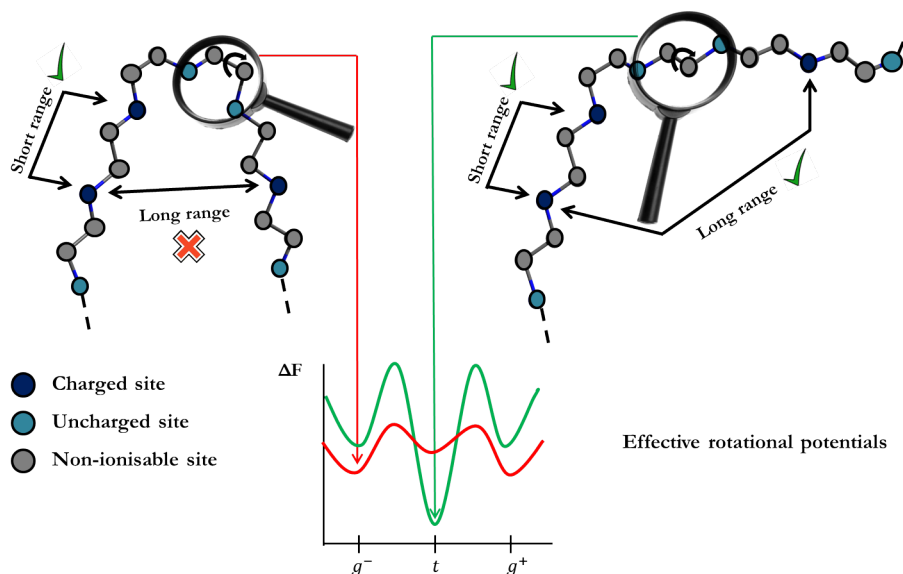 Short range
Long range
Short range
Long range
Charged site
Uncharged site
Non-ionisable site
ΔF
g⁻
t
g⁺
Effective rotational potentials